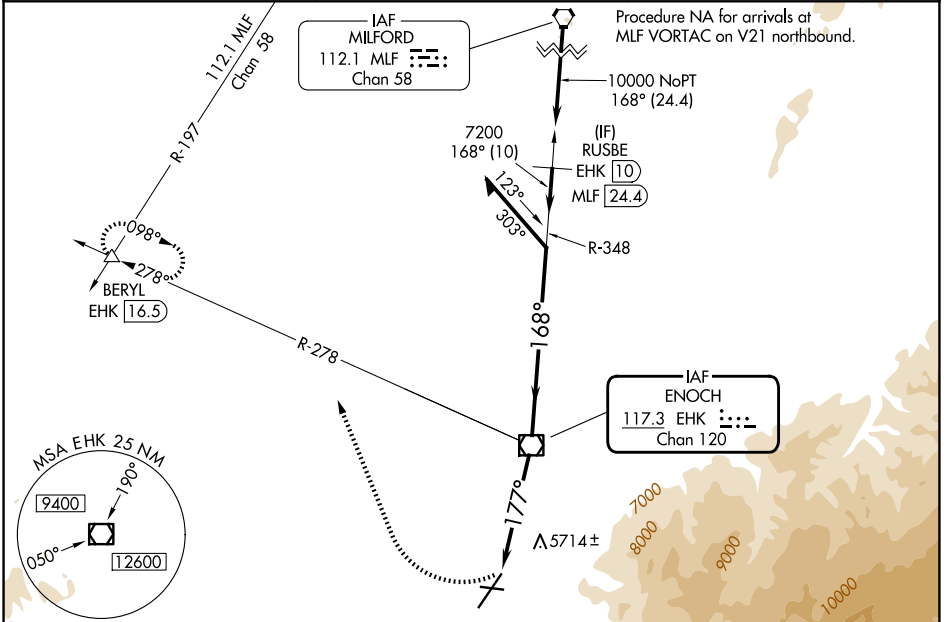 IAF
MILFORD
112.1 MLF
Chan 58
Procedure NA for arrivals at
MLF VORTAC on V21 northbound.
112.1 MLF
Chan 58
R-197
10000 NoPT
168° (24.4)
7200
168° (10)
(IF)
RUSBE
EHK 10
MLF 24.4
123°
303°
R-348
098°
278°
BERYL
EHK 16.5
R-278
168°
IAF
ENOCH
117.3 EHK
Chan 120
177°
5714±
MSA EHK 25 NM
190°
9400
050°
12600
7000
8000
9000
10000